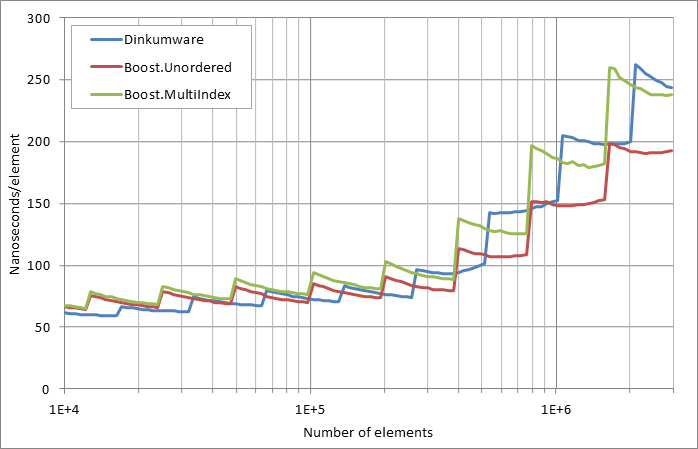 300
250
200
150
100
50
0
Nanoseconds/element
Dinkumware
Boost.Unordered
Boost.MultiIndex
1E+4
1E+5
1E+6
Number of elements